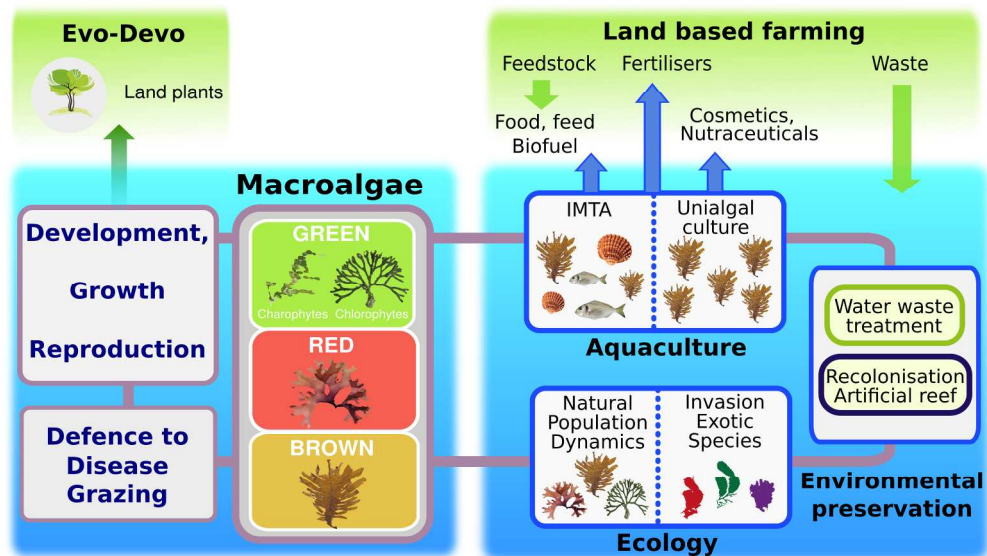 Evo-Devo
Land plants
Land based farming
Feedstock
Fertilisers
Waste
Food, feed
Biofuel
Cosmetics,
Nutraceuticals
Macroalgae
Development,
Growth
Reproduction
Defence to
Disease
Grazing
GREEN
Charophytes
Chlorophytes
RED
BROWN
IMTA
Unialgal
culture
Aquaculture
Natural
Population
Dynamics
Invasion
Exotic
Species
Ecology
Water waste
treatment
Recolonisation
Artificial reef
Environmental
preservation